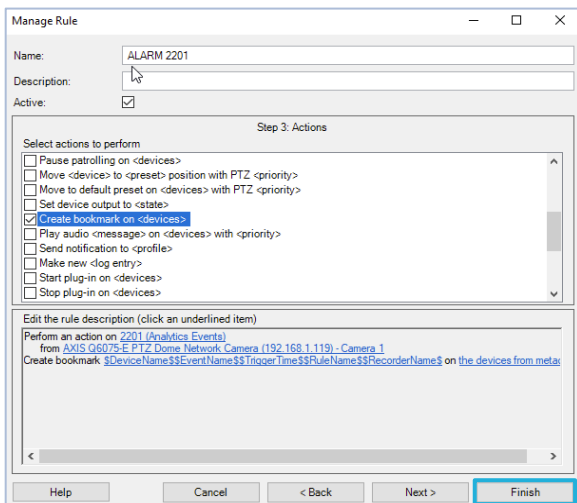 Manage Rule
Name: ALARM 2201
Description:
Active:
Step 3: Actions
Select actions to perform
Pause patrolling on <devices>
Move <device> to <preset> position with PTZ <priority>
Move to default preset on <devices> with PTZ <priority>
Set device output to <state>
Create bookmark on <devices>
Play audio <message> on <devices> with <priority>
Send notification to <profile>
Make new <log entry>
Start plug-in on <devices>
Stop plug-in on <devices>
Edit the rule description (click an underlined item)
Perform an action on 2201 (Analytics Events)
from AXIS Q6075-E PTZ Dome Network Camera (192.168.1.119) - Camera 1
Create bookmark $DeviceName$$EventName$$TriggerTime$$RuleName$$RecorderName$ on the devices from metad
Help Cancel < Back Next > Finish